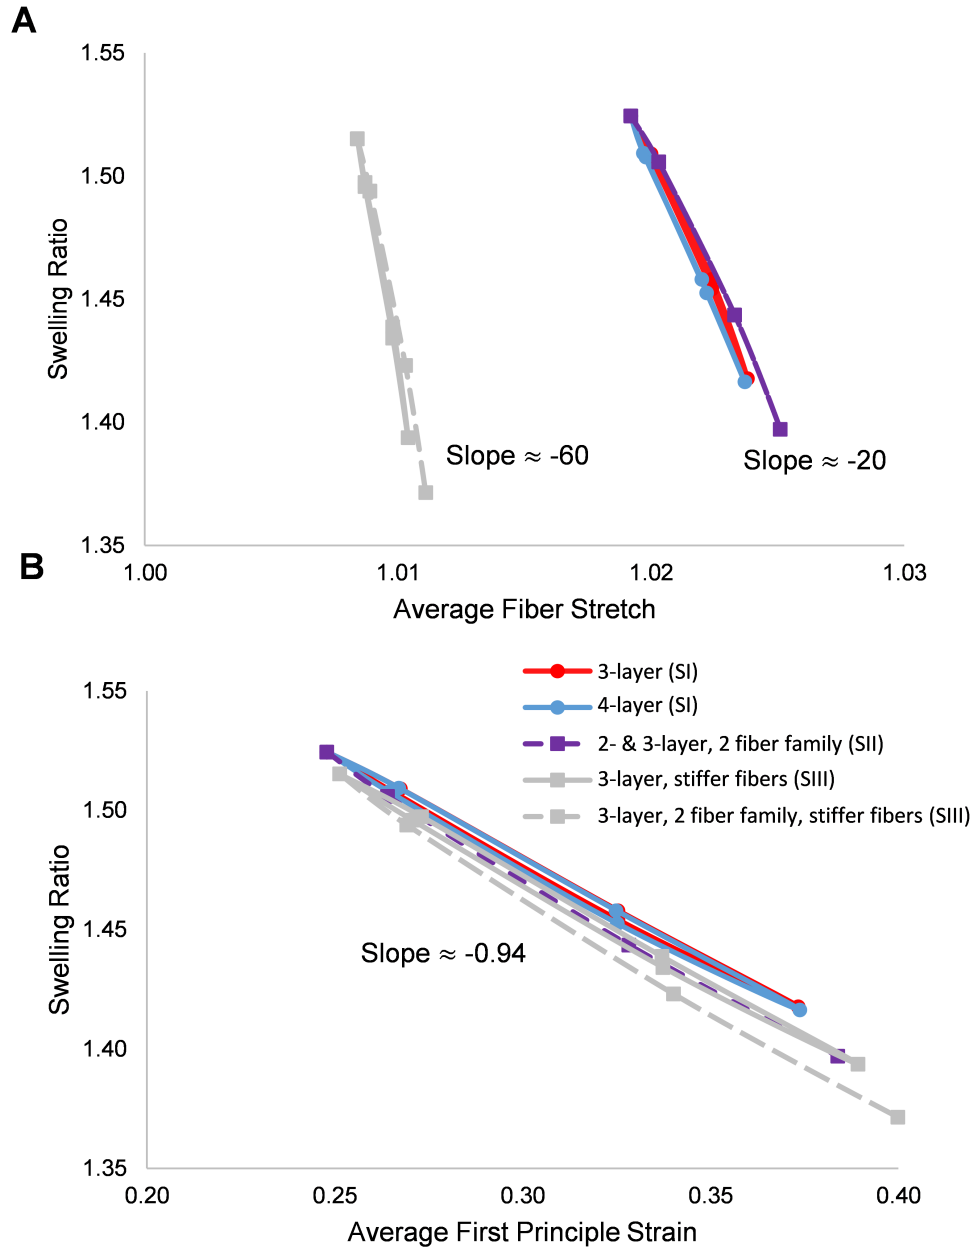 A
1.55
1.50
1.45
1.40
1.35
Swelling Ratio
Slope ≈ -60
Slope ≈ -20
1.00
1.01
1.02
1.03
Average Fiber Stretch
B
3-layer (SI)
4-layer (SI)
2- & 3-layer, 2 fiber family (SII)
3-layer, stiffer fibers (SIII)
3-layer, 2 fiber family, stiffer fibers (SIII)
1.55
1.50
1.45
1.40
1.35
Swelling Ratio
Slope ≈ -0.94
0.20
0.25
0.30
0.35
0.40
Average First Principle Strain